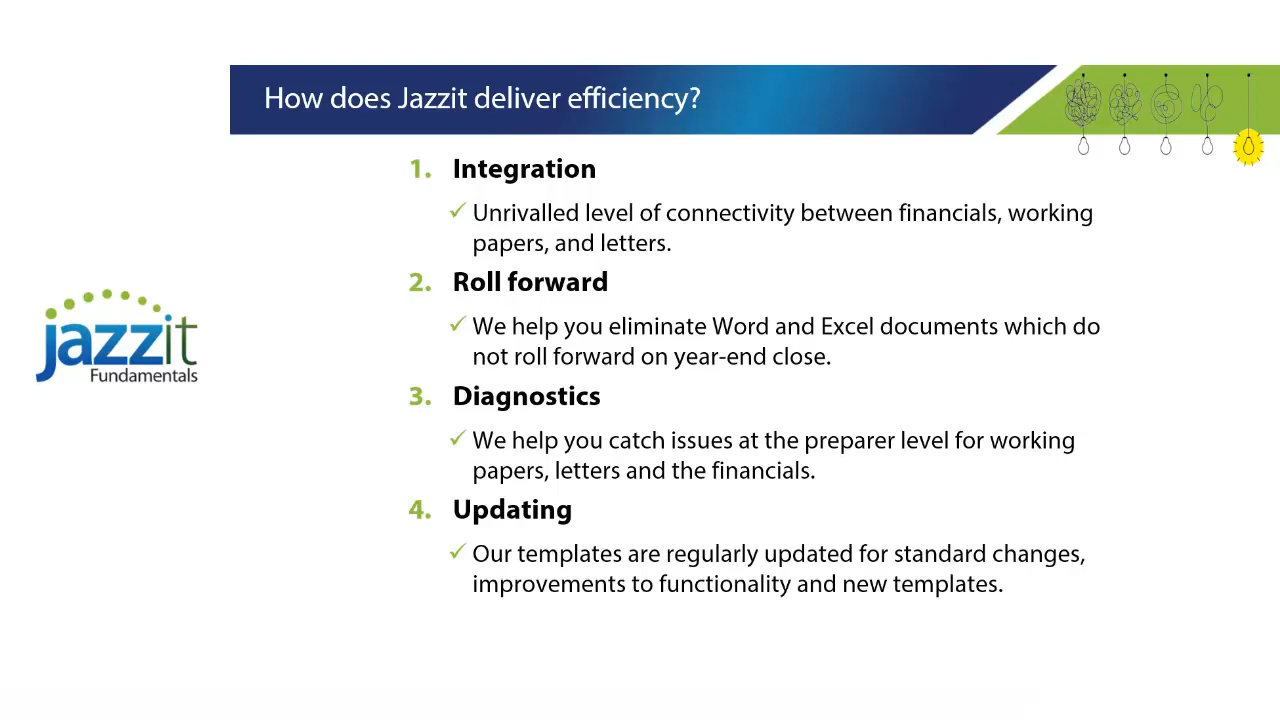 How does Jazzit deliver efficiency?
1. Integration
✓ Unrivalled level of connectivity between financials, working
papers, and letters.
2. Roll forward
✓ We help you eliminate Word and Excel documents which do
not roll forward on year-end close.
3. Diagnostics
✓ We help you catch issues at the preparer level for working
papers, letters and the financials.
4. Updating
✓ Our templates are regularly updated for standard changes,
improvements to functionality and new templates.
jazzit
Fundamentals